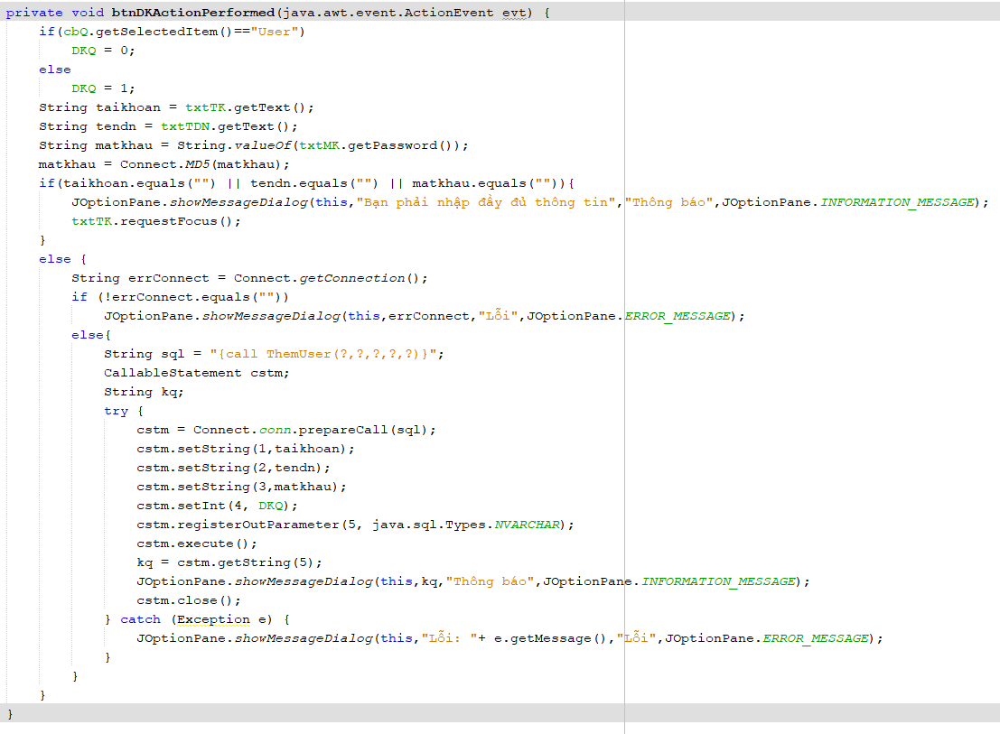 private void btnDKActionPerformed(java.awt.event.ActionEvent evt) {
if(cbQ.getSelectedItem()=="User")
DKQ = 0;
else
DKQ = 1;
String taikhoan = txtTK.getText();
String tendn = txtTDN.getText();
String matkhau = String.valueOf(txtMK.getPassword());
matkhau = Connect.MD5(matkhau);
if(taikhoan.equals("") || tendn.equals("") || matkhau.equals("")){
JOptionPane.showMessageDialog(this,"Bạn phải nhập đầy đủ thông tin","Thông báo",JOptionPane.INFORMATION_MESSAGE);
txtTK.requestFocus();
}
else {
String errConnect = Connect.getConnection();
if (!errConnect.equals(""))
JOptionPane.showMessageDialog(this,errConnect,"Lỗi",JOptionPane.ERROR_MESSAGE);
else{
String sql = "{call ThemUser(?,?,?,?,?)}";
CallableStatement cstm;
String kq;
try {
cstm = Connect.conn.prepareCall(sql);
cstm.setString(1,taikhoan);
cstm.setString(2,tendn);
cstm.setString(3,matkhau);
cstm.setInt(4, DKQ);
cstm.registerOutParameter(5, java.sql.Types.NVARCHAR);
cstm.execute();
kq = cstm.getString(5);
JOptionPane.showMessageDialog(this,kq,"Thông báo",JOptionPane.INFORMATION_MESSAGE);
cstm.close();
} catch (Exception e) {
JOptionPane.showMessageDialog(this,"Lỗi: "+ e.getMessage(),"Lỗi",JOptionPane.ERROR_MESSAGE);
}
}
}
}